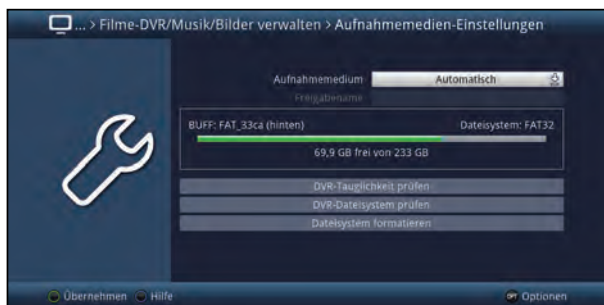 ... > Filme-DVR/Musik/Bilder verwalten > Aufnahmemedien-Einstellungen
Aufnahmemedium Automatisch
Freigabename
BUFF: FAT_33ca (hinten) Dateisystem: FAT32
69,9 GB frei von 233 GB
DVR-Tauglichkeit prüfen
DVR-Dateisystem prüfen
Dateisystem formatieren
Übernehmen Hilfe OPT Optionen